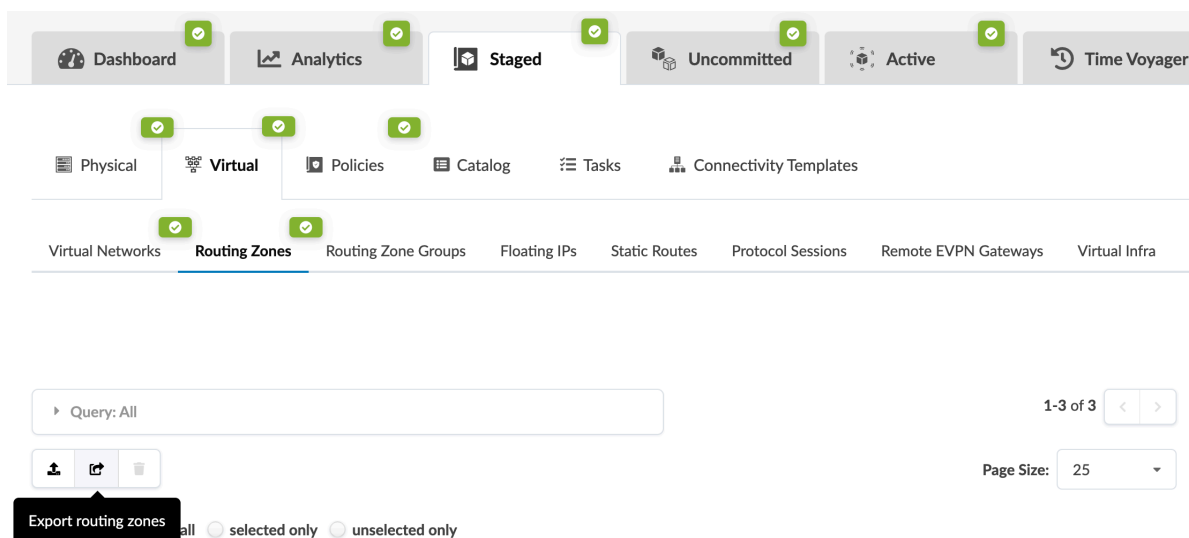 Dashboard Analytics Staged Uncommitted Active Time Voyager
Physical Virtual Policies Catalog Tasks Connectivity Templates
Virtual Networks Routing Zones Routing Zone Groups Floating IPs Static Routes Protocol Sessions Remote EVPN Gateways Virtual Infra
Query: All
1-3 of 3
Page Size: 25
Export routing zones
all selected only unselected only